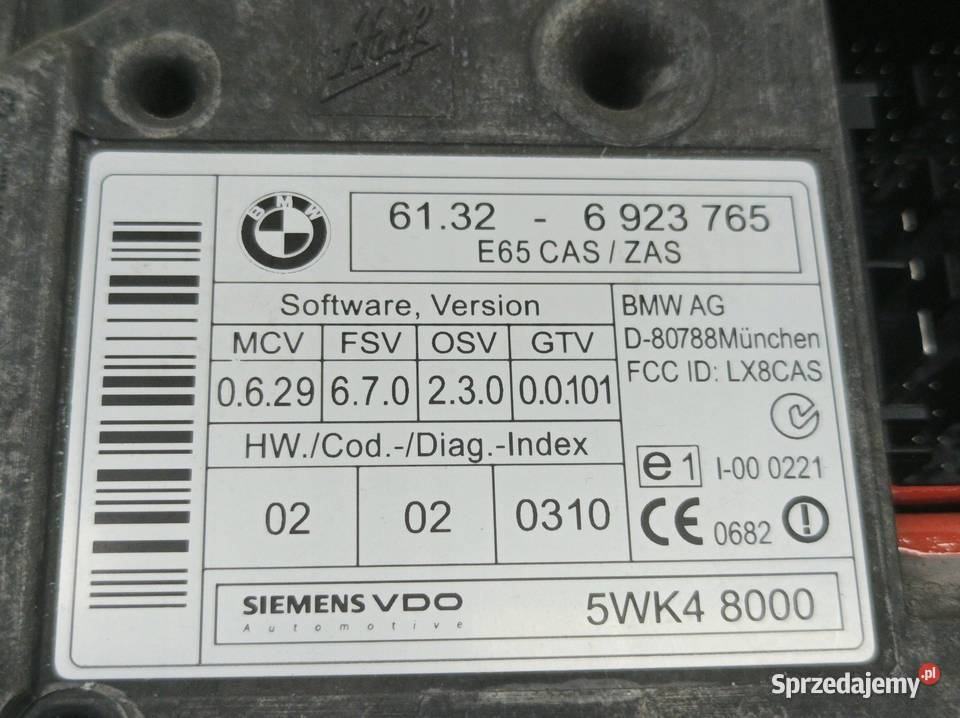 Huf
BMW
61.32 - 6 923 765
E65 CAS / ZAS
Software, Version
MCV FSV OSV GTV
0.6.29 6.7.0 2.3.0 0.0.101
HW./Cod.-/Diag.-Index
02 02 0310
BMW AG
D-80788München
FCC ID: LX8CAS
e1 I-00 0221
CE 0682
SIEMENS VDO
Automotive
5WK4 8000
Sprzedajemy.pl